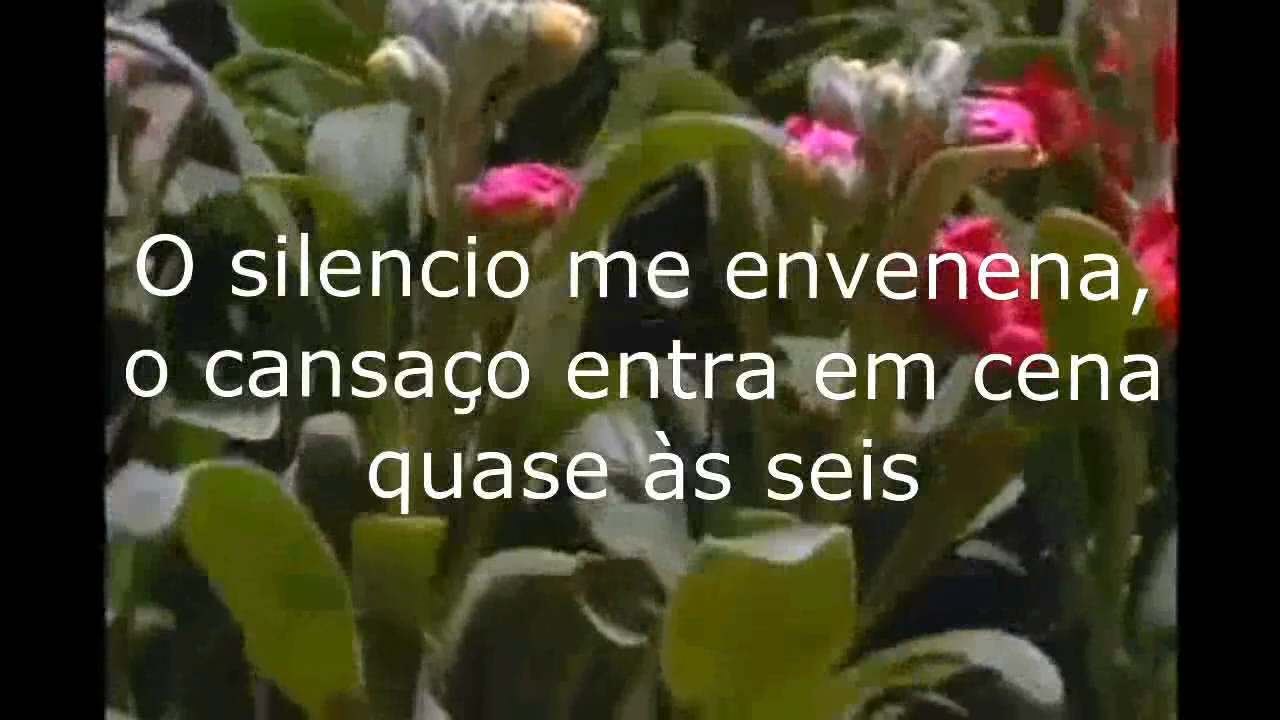 O silencio me envenena,
o cansaço entra em cena
quase às seis